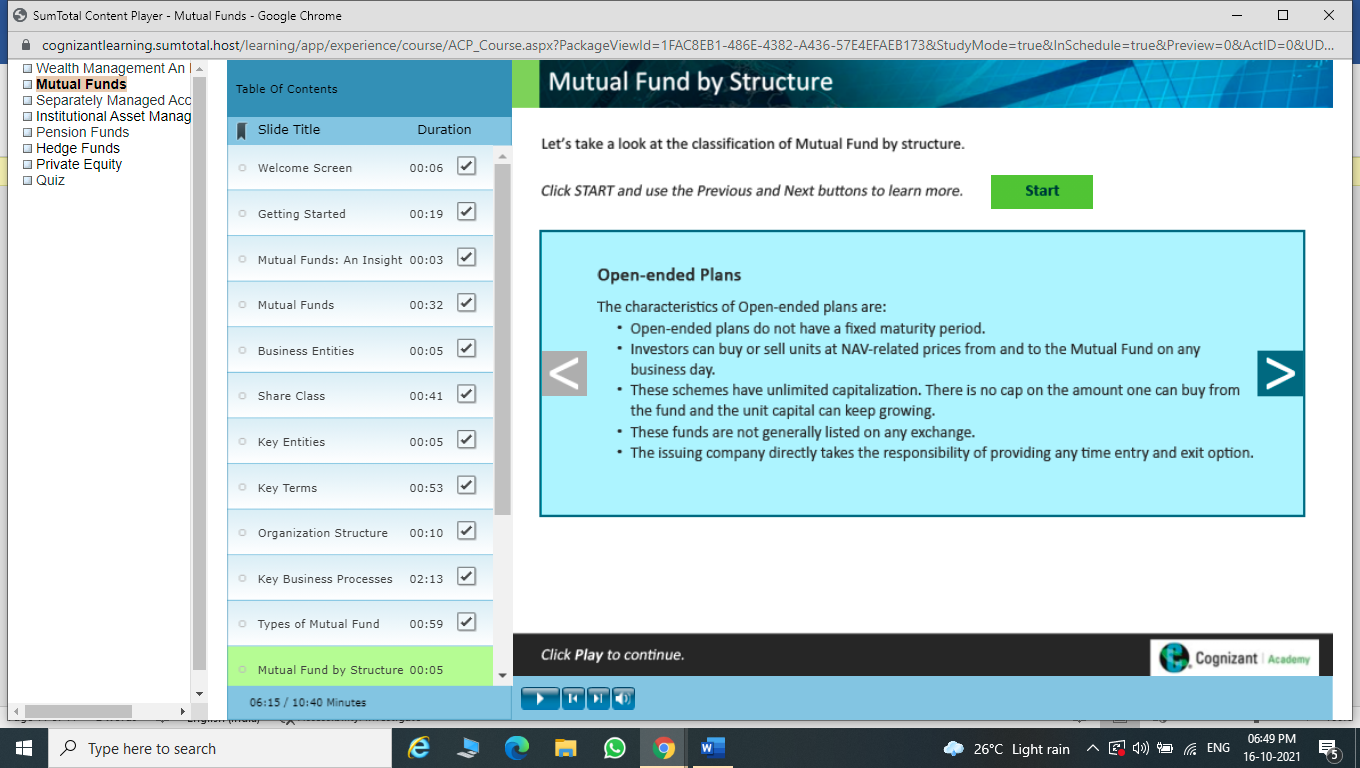 SumTotal Content Player - Mutual Funds - Google Chrome
cognizantlearning.sumtotal.host/learning/app/experience/course/ACP_Course.aspx?PackageViewId=1FAC8EB1-486E-4382-A436-57E4EFAEB173&StudyMode=true&InSchedule=true&Preview=0&ActID=0&UD...
Wealth Management An I
Mutual Funds
Separately Managed Acc
Institutional Asset Manag
Pension Funds
Hedge Funds
Private Equity
Quiz
Table Of Contents
Slide Title Duration
Welcome Screen 00:06
Getting Started 00:19
Mutual Funds: An Insight 00:03
Mutual Funds 00:32
Business Entities 00:05
Share Class 00:41
Key Entities 00:05
Key Terms 00:53
Organization Structure 00:10
Key Business Processes 02:13
Types of Mutual Fund 00:59
Mutual Fund by Structure 00:05
06:15 / 10:40 Minutes
Mutual Fund by Structure
Let's take a look at the classification of Mutual Fund by structure.
Click START and use the Previous and Next buttons to learn more.
Start
Open-ended Plans
The characteristics of Open-ended plans are:
• Open-ended plans do not have a fixed maturity period.
• Investors can buy or sell units at NAV-related prices from and to the Mutual Fund on any
business day.
• These schemes have unlimited capitalization. There is no cap on the amount one can buy from
the fund and the unit capital can keep growing.
• These funds are not generally listed on any exchange.
• The issuing company directly takes the responsibility of providing any time entry and exit option.
< >
Click Play to continue.
Cognizant | Academy
Type here to search
26°C Light rain
ENG
06:49 PM
16-10-2021
5